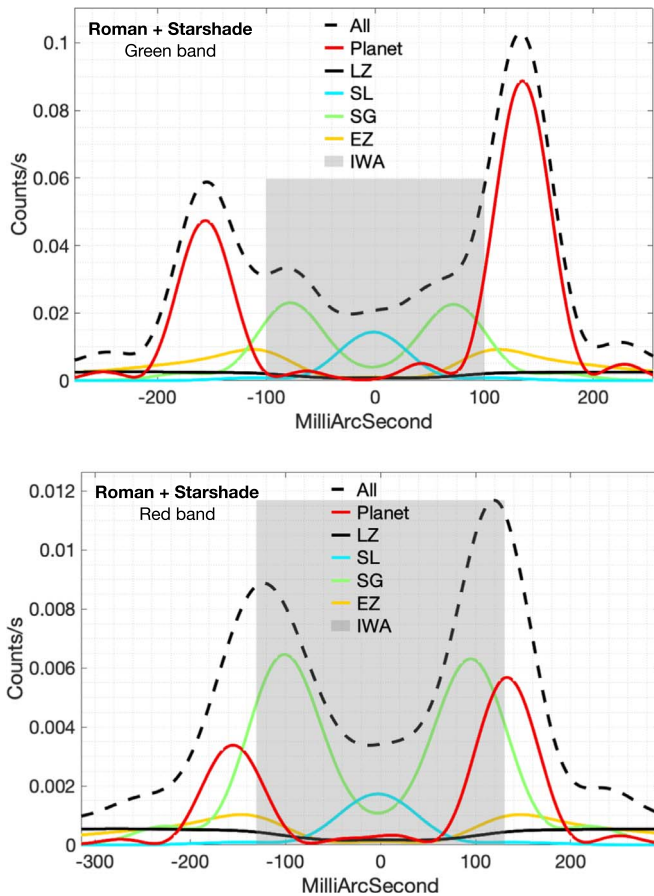 Roman + Starshade
Green band
All
Planet
LZ
SL
SG
EZ
IWA
0.1
0.08
0.06
0.04
0.02
0
Counts/s
-200
-100
0
100
200
MilliArcSecond
Roman + Starshade
Red band
All
Planet
LZ
SL
SG
EZ
IWA
0.012
0.01
0.008
0.006
0.004
0.002
0
Counts/s
-300
-200
-100
0
100
200
MilliArcSecond